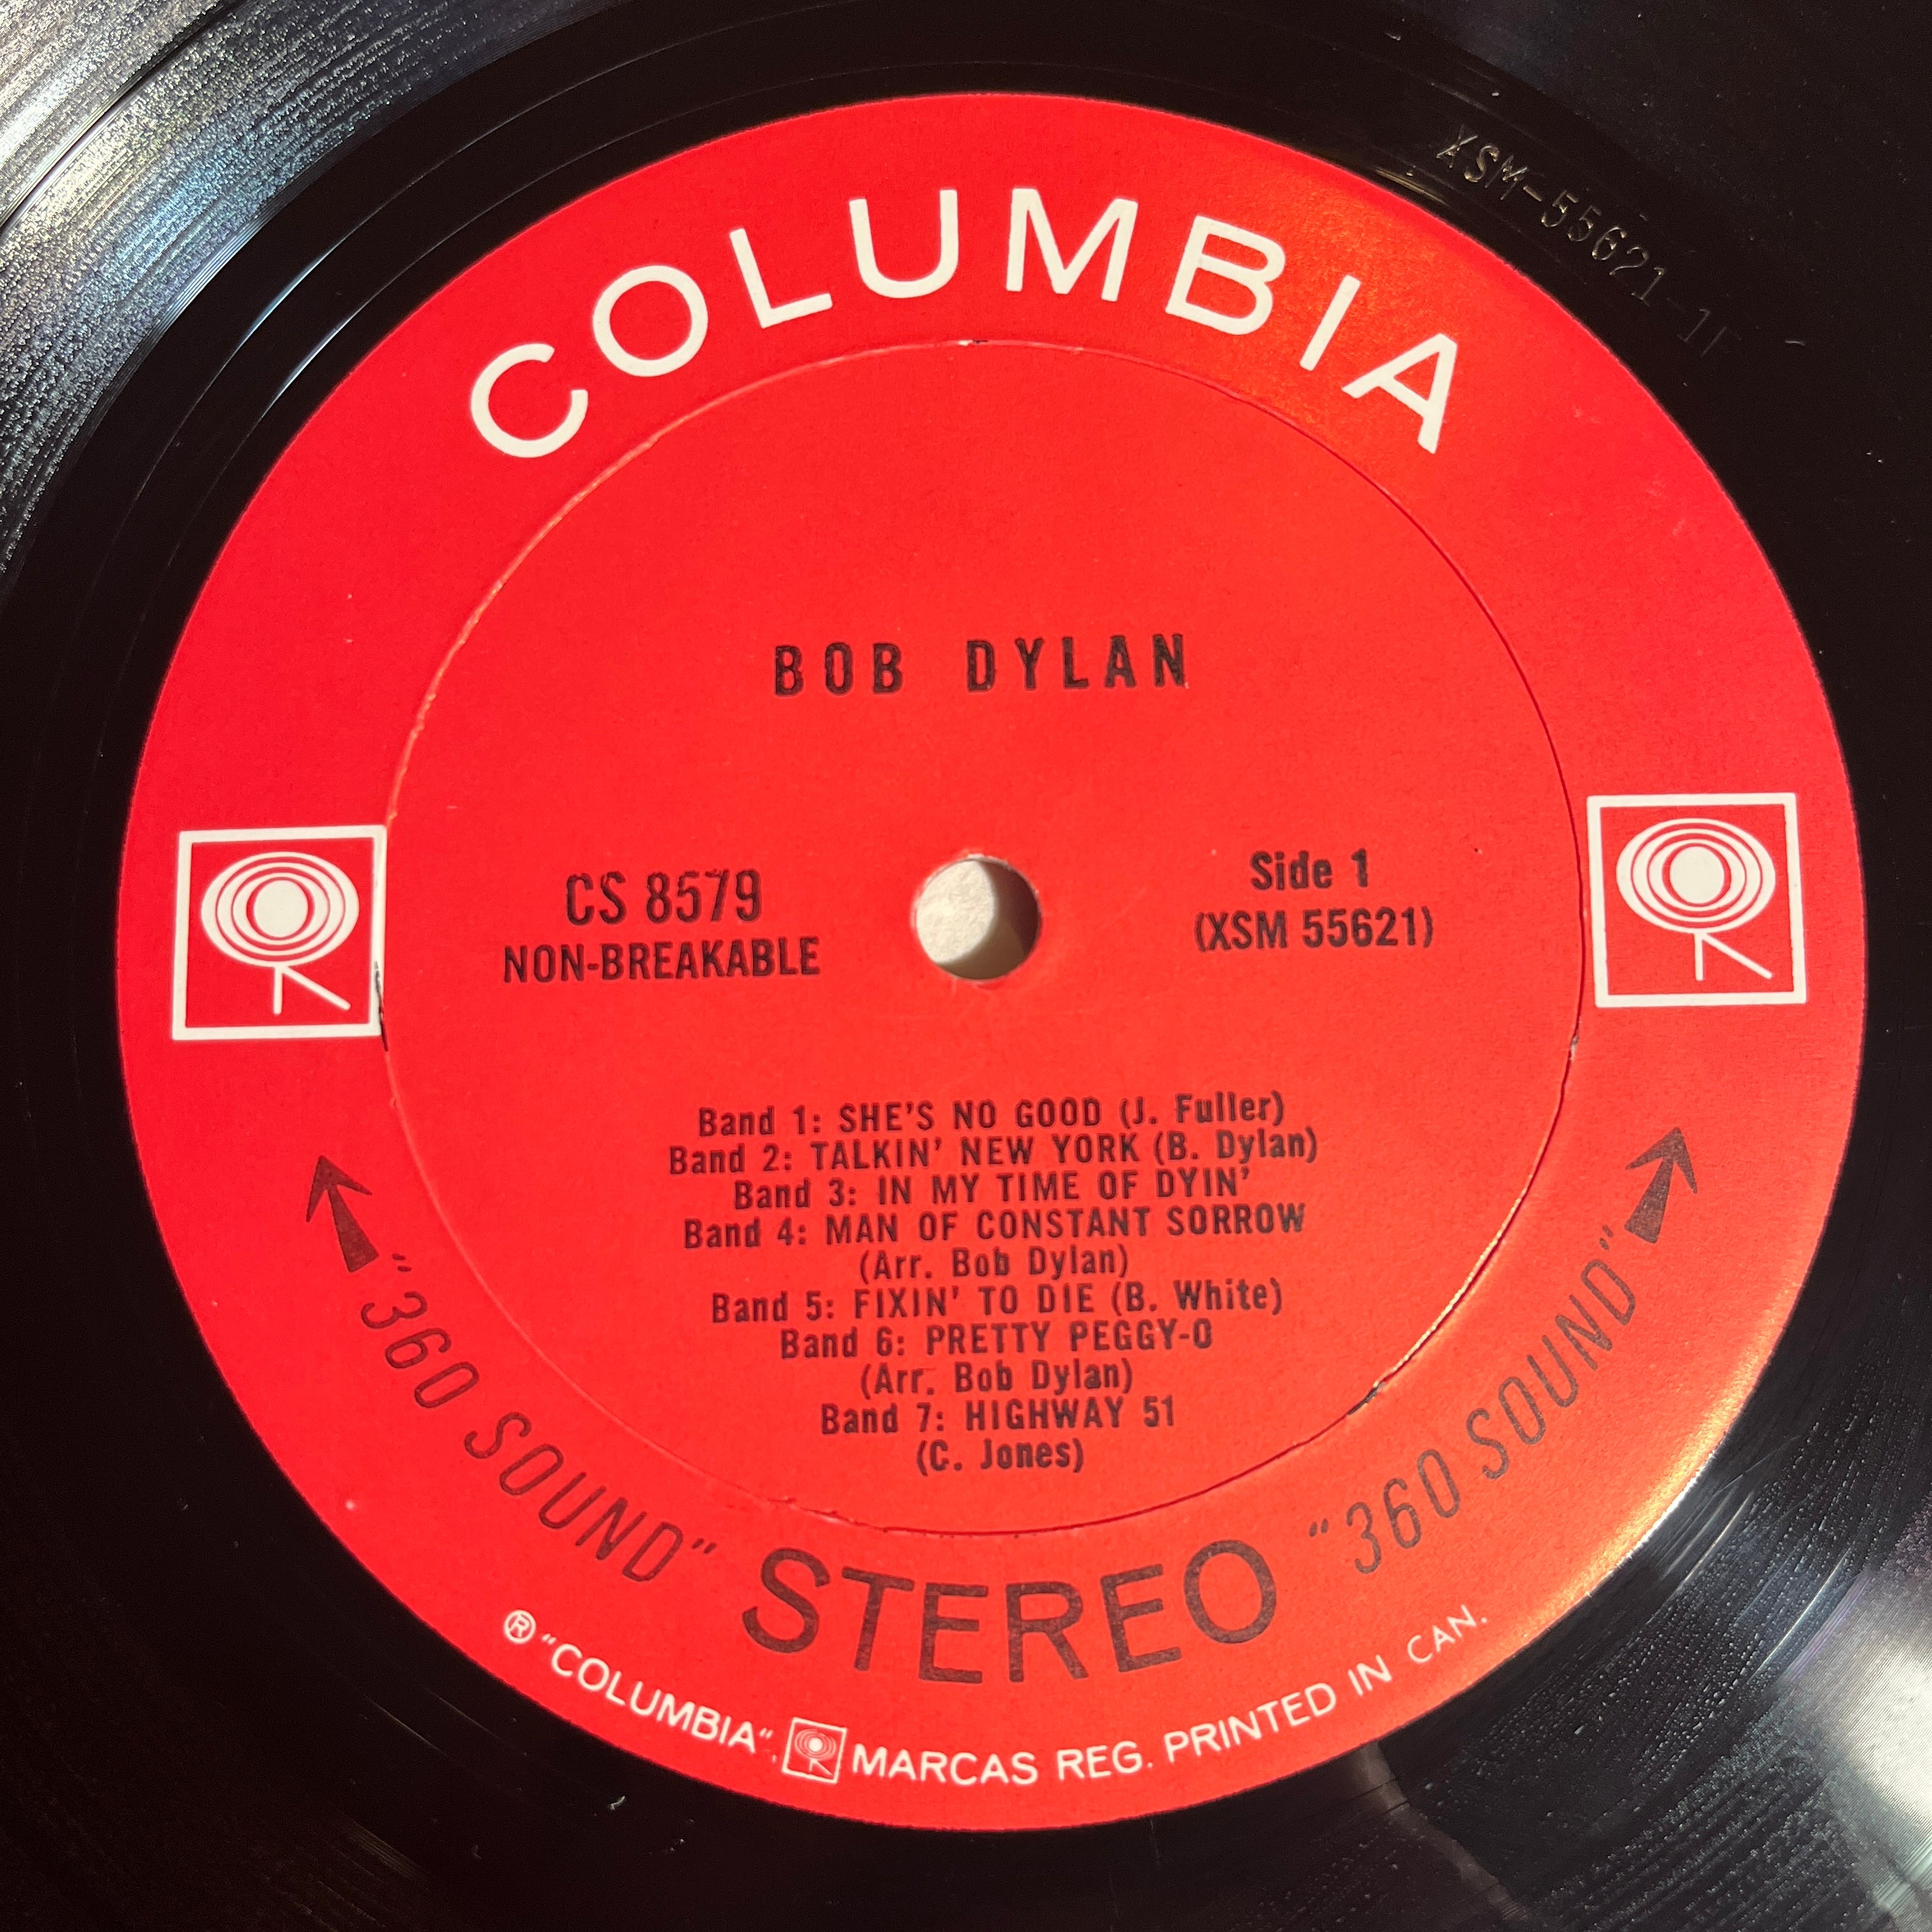 XSM-55621-1F
COLUMBIA
BOB DYLAN
CS 8579
NON-BREAKABLE
Side 1
(XSM 55621)
Band 1: SHE'S NO GOOD (J. Fuller)
Band 2: TALKIN' NEW YORK (B. Dylan)
Band 3: IN MY TIME OF DYIN'
Band 4: MAN OF CONSTANT SORROW
(Arr. Bob Dylan)
Band 5: FIXIN' TO DIE (B. White)
Band 6: PRETTY PEGGY-O
(Arr. Bob Dylan)
Band 7: HIGHWAY 51
(C. Jones)
"360 SOUND" STEREO "360 SOUND"
® "COLUMBIA", MARCAS REG. PRINTED IN CAN.